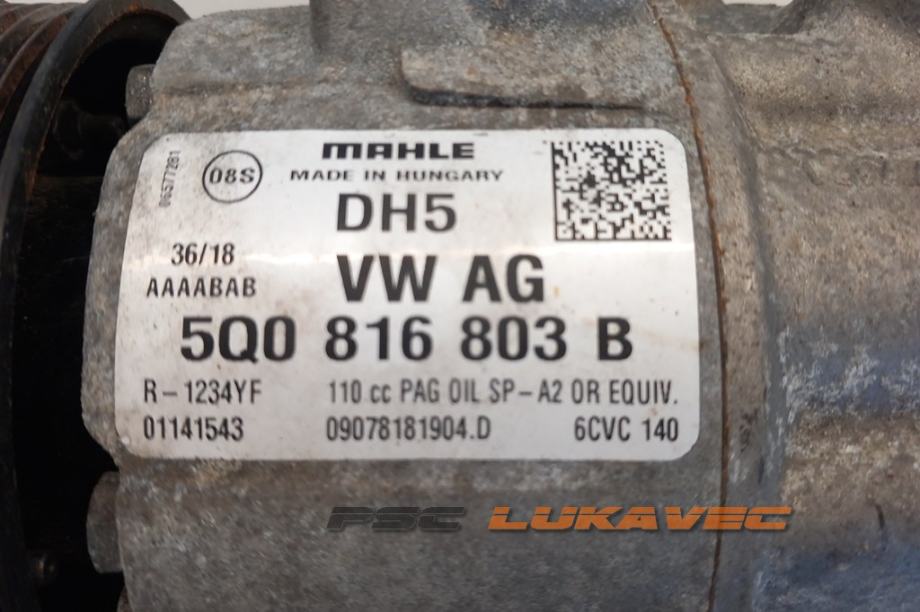 06577281
08S
MAHLE
MADE IN HUNGARY
DH5
36/18
AAAABAB
VW AG
5Q0 816 803 B
R-1234YF 110 cc PAG OIL SP-A2 OR EQUIV.
01141543 09078181904.D 6CVC 140
PSC LUKAVEC